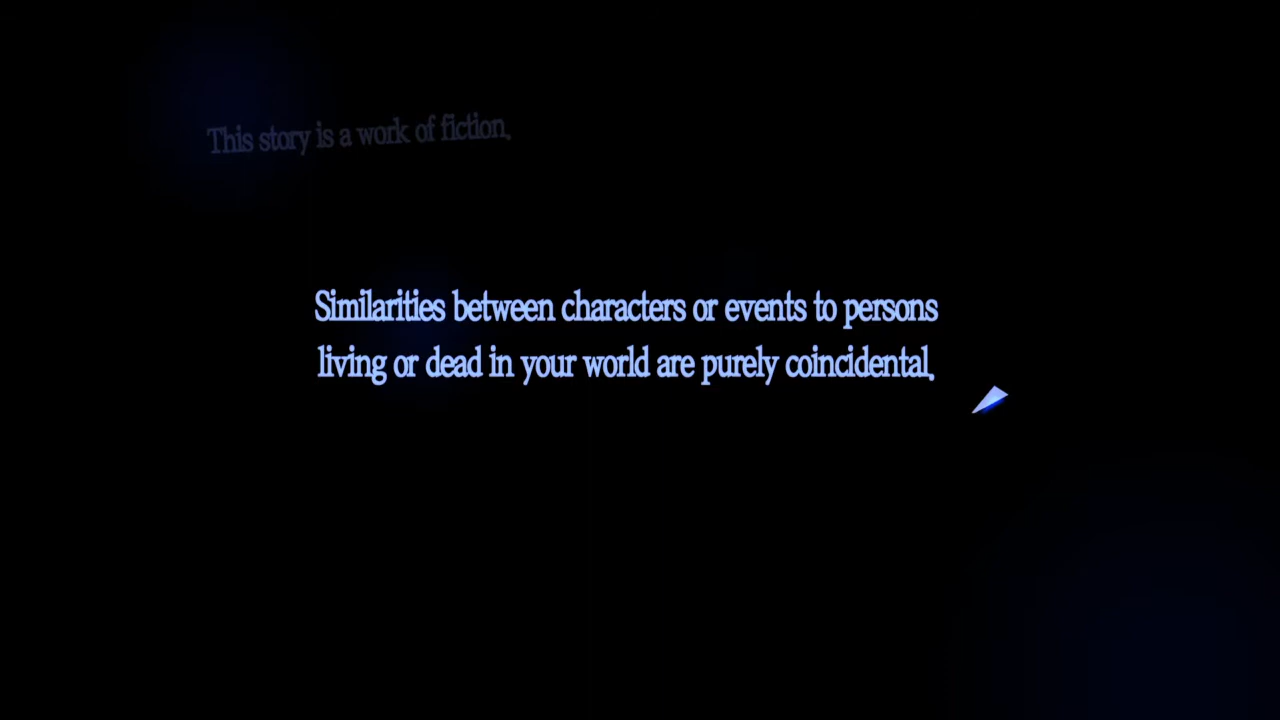 This story is a work of fiction.
Similarities between characters or events to persons
living or dead in your world are purely coincidental.